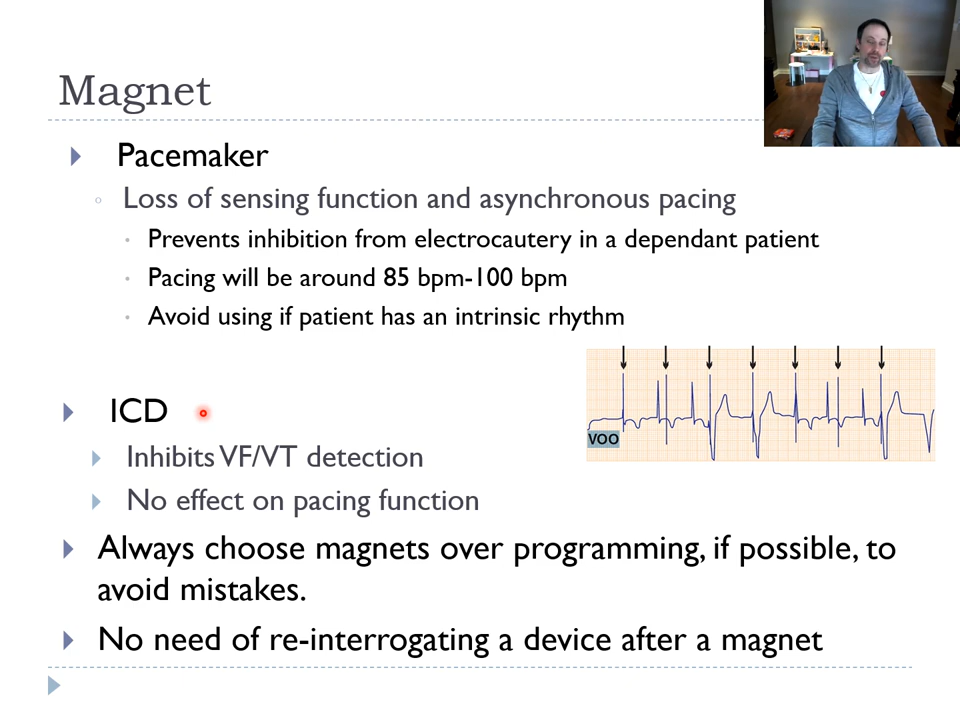 Magnet
Pacemaker
Loss of sensing function and asynchronous pacing
Prevents inhibition from electrocautery in a dependant patient
Pacing will be around 85 bpm-100 bpm
Avoid using if patient has an intrinsic rhythm
VOO
ICD
Inhibits VF/VT detection
No effect on pacing function
Always choose magnets over programming, if possible, to
avoid mistakes.
No need of re-interrogating a device after a magnet